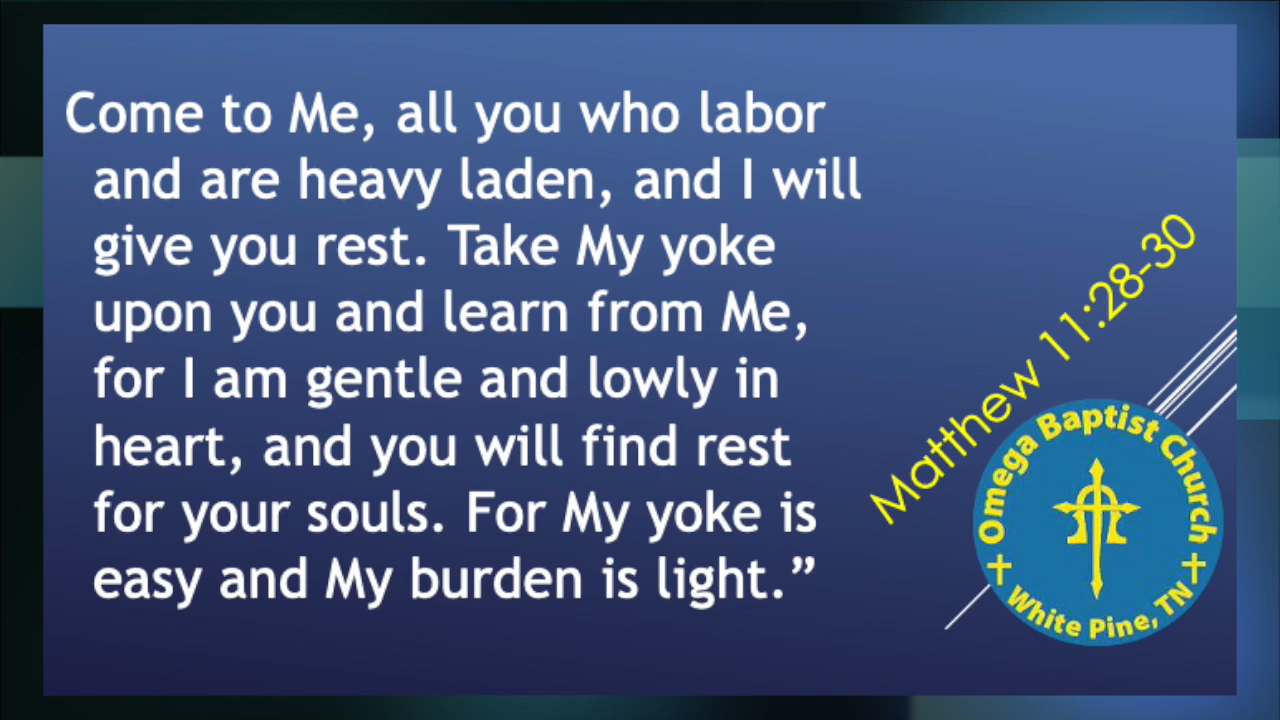 Come to Me, all you who labor
and are heavy laden, and I will
give you rest. Take My yoke
upon you and learn from Me,
for I am gentle and lowly in
heart, and you will find rest
for your souls. For My yoke is
easy and My burden is light.”
Matthew 11:28-30
Omega Baptist Church
White Pine, TN